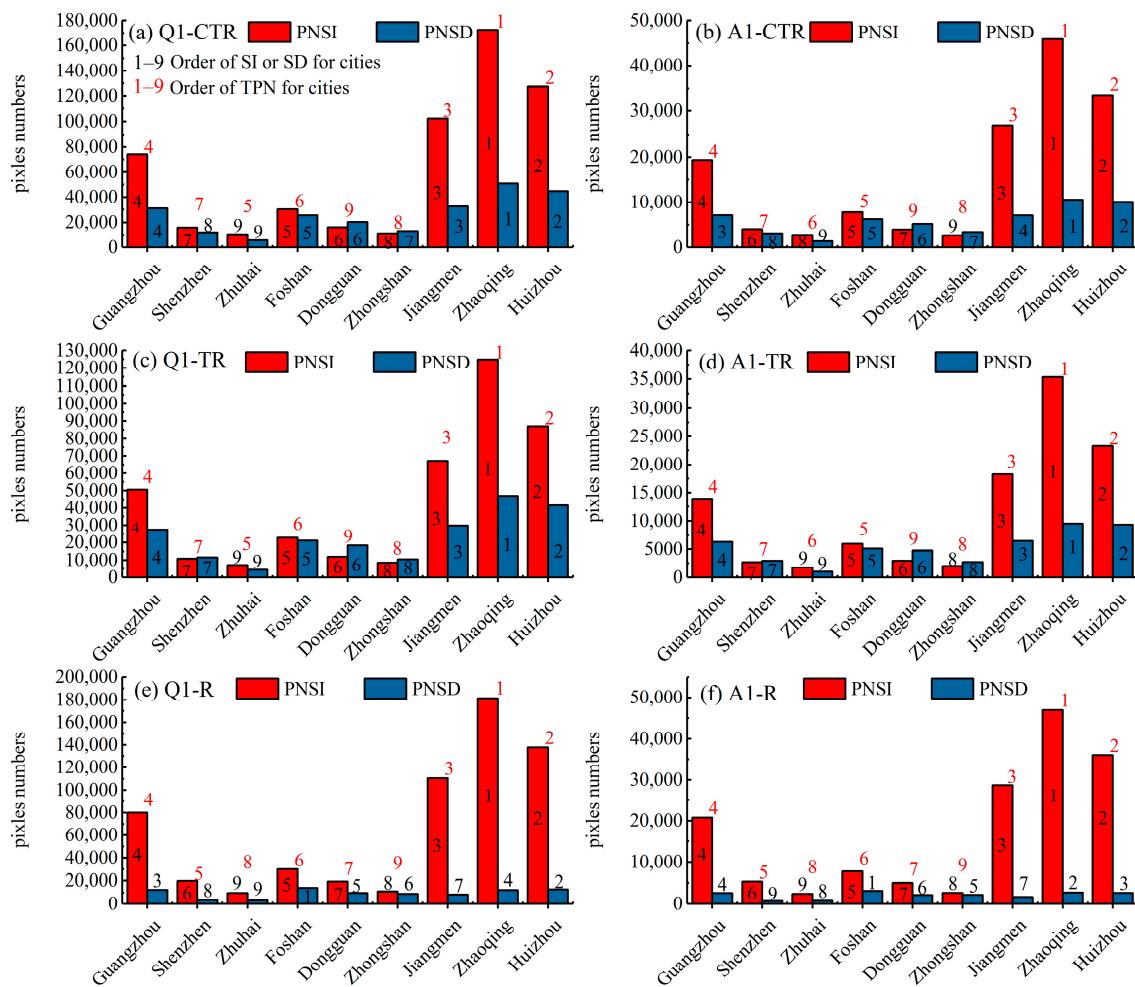 (a) Q1-CTR PNSI PNSD
1–9 Order of SI or SD for cities
1–9 Order of TPN for cities
pixles numbers
180,000
160,000
140,000
120,000
100,000
80,000
60,000
40,000
20,000
0
4 7 5 6 9 8 3 1 2
4 4 7 8 9 9 5 5 6 6 8 7 3 3 1 1 2 2
Guangzhou Shenzhen Zhuhai Foshan Dongguan Zhongshan Jiangmen Zhaoqing Huizhou
(b) A1-CTR PNSI PNSD
pixles numbers
50,000
40,000
30,000
20,000
10,000
0
4 7 6 5 9 8 3 1 2
4 3 6 8 8 9 5 5 7 6 9 7 3 4 1 1 2 2
Guangzhou Shenzhen Zhuhai Foshan Dongguan Zhongshan Jiangmen Zhaoqing Huizhou
(c) Q1-TR PNSI PNSD
pixles numbers
130,000
120,000
110,000
100,000
90,000
80,000
70,000
60,000
50,000
40,000
30,000
20,000
10,000
0
4 7 5 6 9 8 3 1 2
4 4 7 7 9 9 5 5 6 6 8 8 3 3 1 1 2 2
Guangzhou Shenzhen Zhuhai Foshan Dongguan Zhongshan Jiangmen Zhaoqing Huizhou
(d) A1-TR PNSI PNSD
pixles numbers
40,000
35,000
30,000
25,000
20,000
15,000
10,000
5000
0
4 7 6 5 9 8 3 1 2
4 4 7 7 9 9 5 5 6 6 8 8 3 3 1 1 2 2
Guangzhou Shenzhen Zhuhai Foshan Dongguan Zhongshan Jiangmen Zhaoqing Huizhou
(e) Q1-R PNSI PNSD
pixles numbers
200,000
180,000
160,000
140,000
120,000
100,000
80,000
60,000
40,000
20,000
0
4 5 8 6 7 9 3 1 2
4 3 6 8 9 9 5 1 7 5 8 6 3 7 1 4 2 2
Guangzhou Shenzhen Zhuhai Foshan Dongguan Zhongshan Jiangmen Zhaoqing Huizhou
(f) A1-R PNSI PNSD
pixles numbers
50,000
40,000
30,000
20,000
10,000
0
4 5 8 6 7 9 3 1 2
4 4 6 9 9 8 5 1 7 6 8 5 3 7 1 2 2 3
Guangzhou Shenzhen Zhuhai Foshan Dongguan Zhongshan Jiangmen Zhaoqing Huizhou